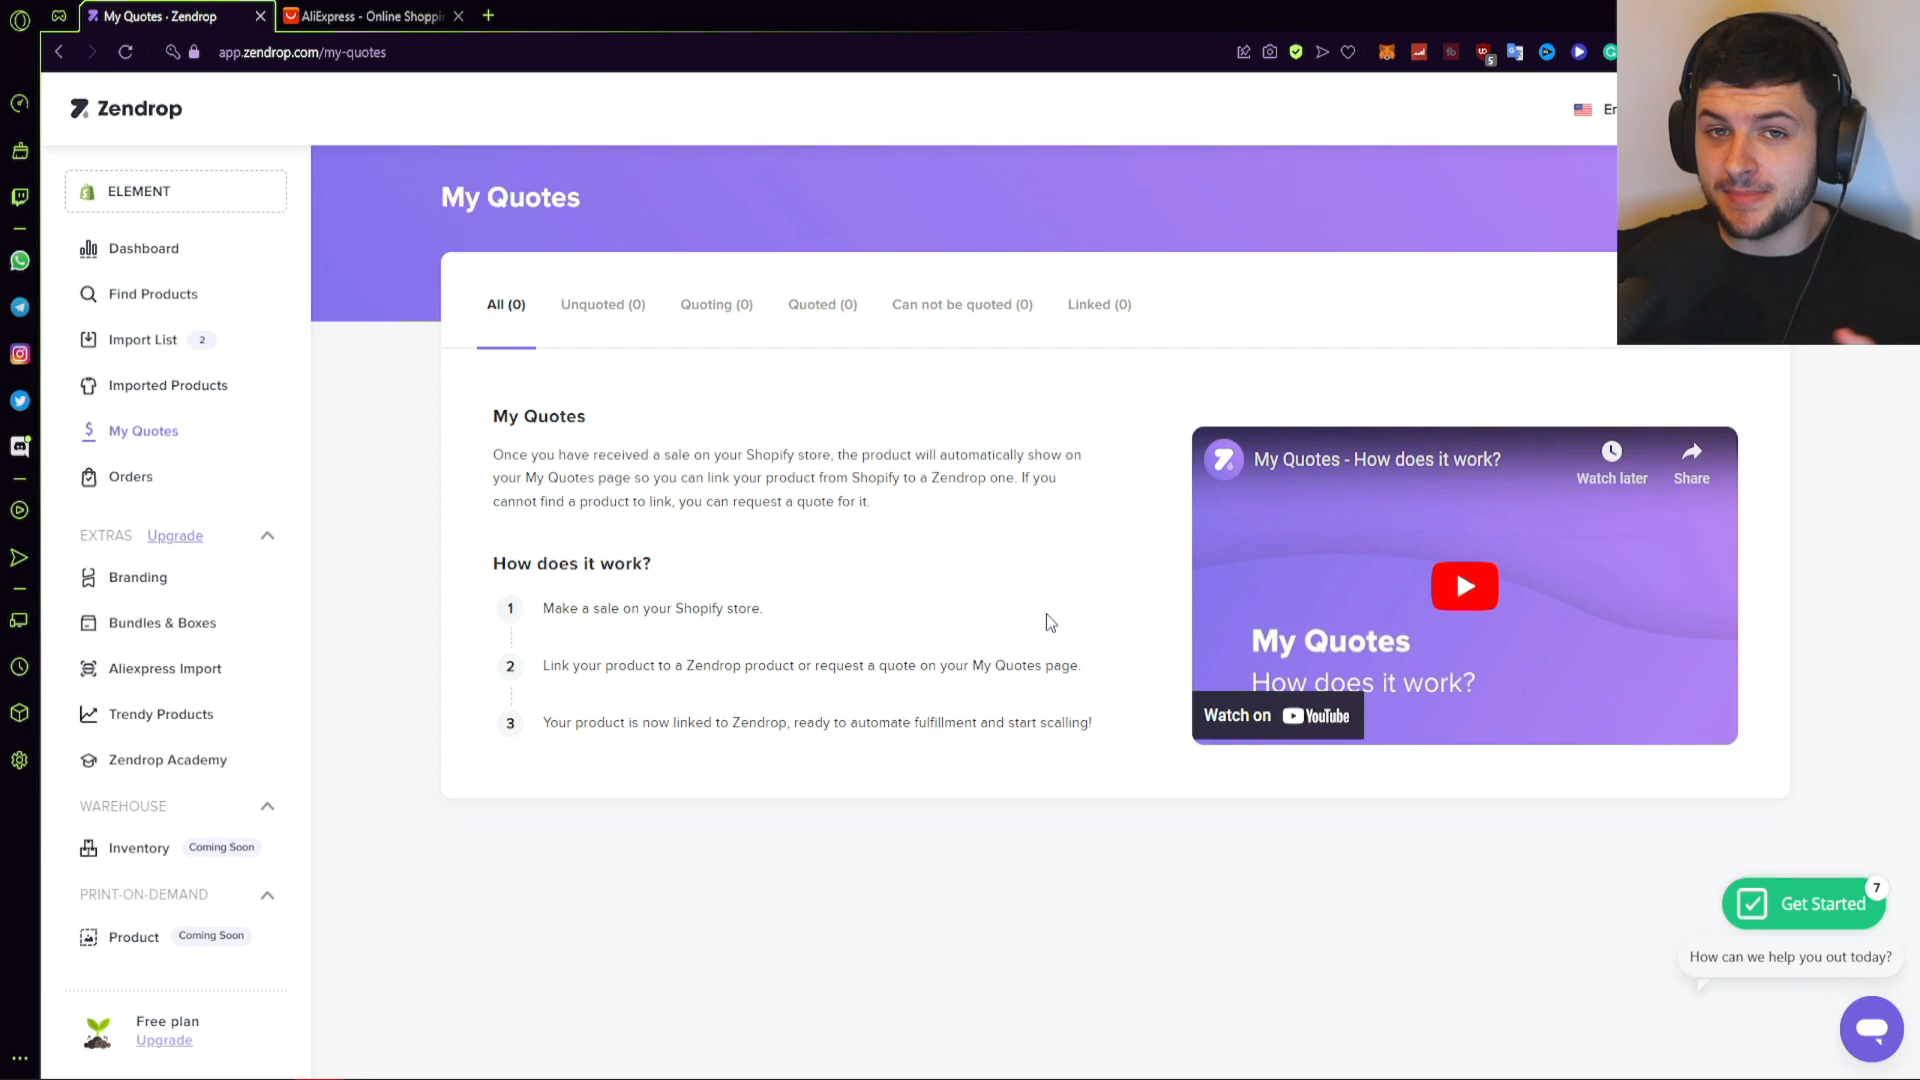 My Quotes · Zendrop
AliExpress - Online Shoppi
app.zendrop.com/my-quotes
5
Zendrop
ELEMENT
Dashboard
Find Products
Import List 2
Imported Products
My Quotes
Orders
EXTRAS Upgrade
Branding
Bundles & Boxes
Aliexpress Import
Trendy Products
Zendrop Academy
WAREHOUSE
Inventory Coming Soon
PRINT-ON-DEMAND
Product Coming Soon
Free plan
Upgrade
My Quotes
All (0) Unquoted (0) Quoting (0) Quoted (0) Can not be quoted (0) Linked (0)
My Quotes
Once you have received a sale on your Shopify store, the product will automatically show on
your My Quotes page so you can link your product from Shopify to a Zendrop one. If you
cannot find a product to link, you can request a quote for it.
How does it work?
1 Make a sale on your Shopify store.
2 Link your product to a Zendrop product or request a quote on your My Quotes page.
3 Your product is now linked to Zendrop, ready to automate fulfillment and start scalling!
My Quotes - How does it work?
Watch later
Share
My Quotes
How does it work?
Watch on YouTube
7
Get Started
How can we help you out today?